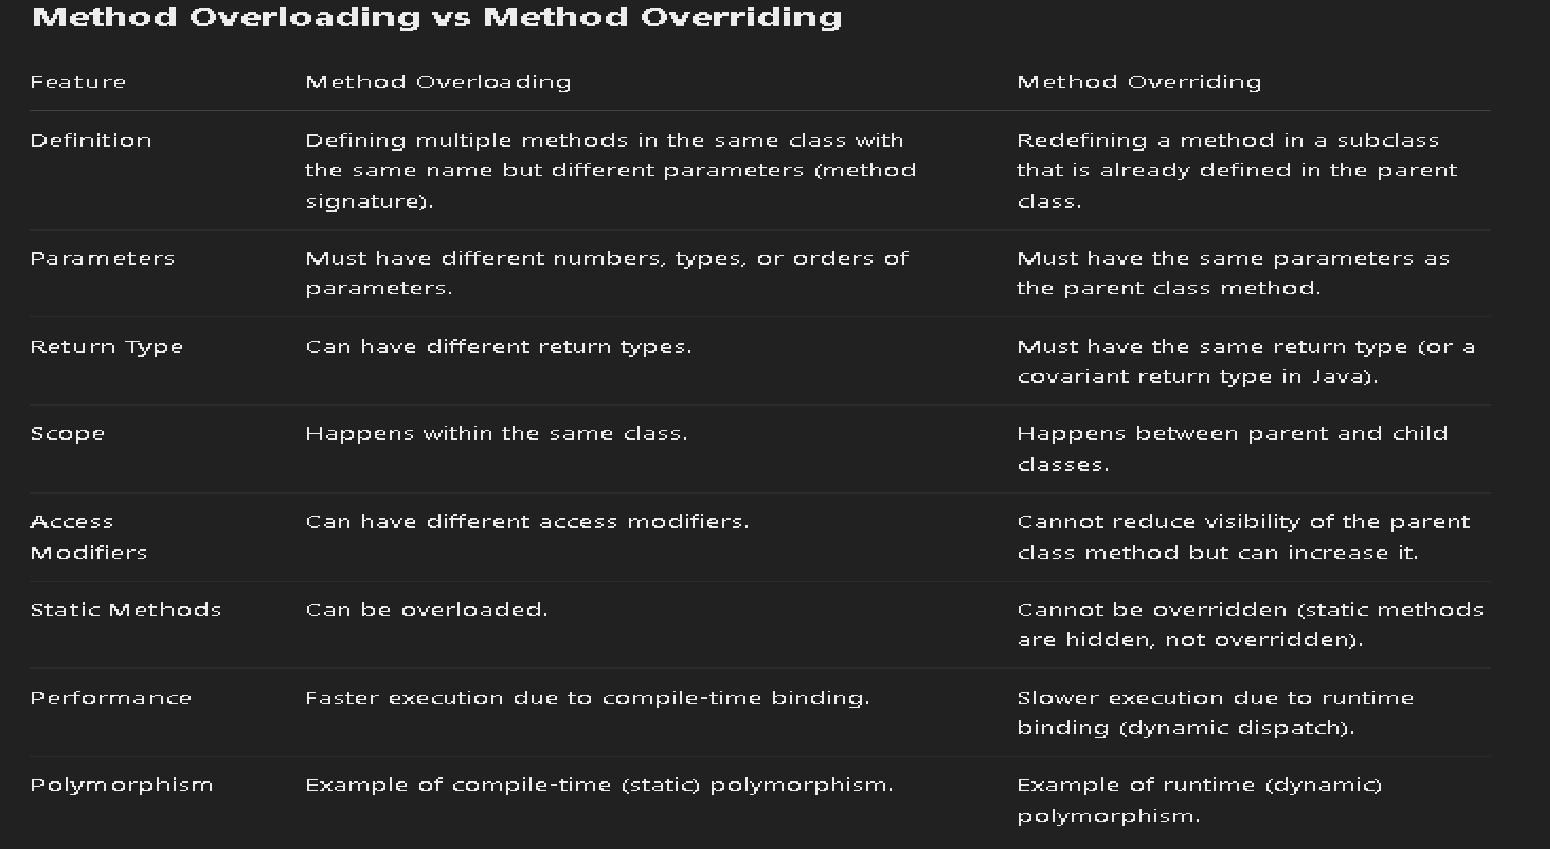 Method Overloading vs Method Overriding
Feature Method Overloading Method Overriding
Definition Defining multiple methods in the same class with Redefining a method in a subclass
the same name but different parameters (method that is already defined in the parent
signature). class.
Parameters Must have different numbers, types, or orders of Must have the same parameters as
parameters. the parent class method.
Return Type Can have different return types. Must have the same return type (or a
covariant return type in Java).
Scope Happens within the same class. Happens between parent and child
classes.
Access Can have different access modifiers. Cannot reduce visibility of the parent
Modifiers class method but can increase it.
Static Methods Can be overloaded. Cannot be overridden (static methods
are hidden, not overridden).
Performance Faster execution due to compile-time binding. Slower execution due to runtime
binding (dynamic dispatch).
Polymorphism Example of compile-time (static) polymorphism. Example of runtime (dynamic)
polymorphism.